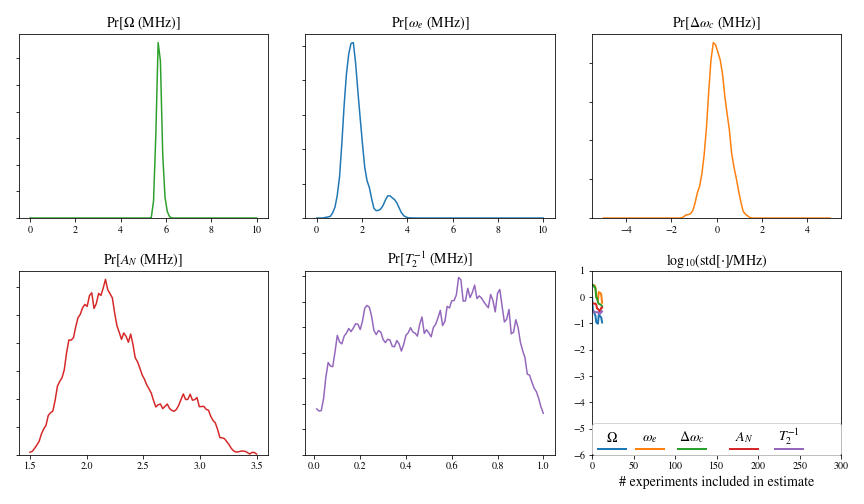 Pr[Ω (MHz)]
Pr[ωₑ (MHz)]
Pr[Δω_c (MHz)]
0 2 4 6 8 10
0 2 4 6 8 10
−4 −2 0 2 4
Pr[A_N (MHz)]
Pr[T₂⁻¹ (MHz)]
log₁₀(std[·]/MHz)
1
0
−1
−2
−3
−4
−5
−6
Ω ωₑ Δω_c A_N T₂⁻¹
1.5 2.0 2.5 3.0 3.5
0.0 0.2 0.4 0.6 0.8 1.0
0 50 100 150 200 250 300
# experiments included in estimate